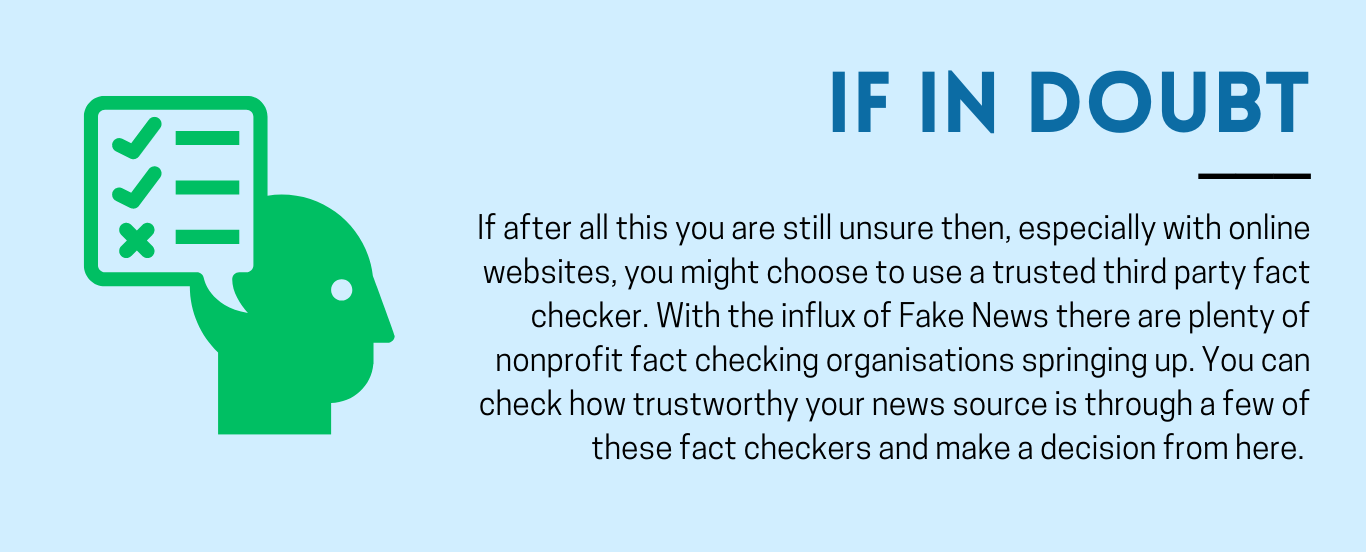 IF IN DOUBT
If after all this you are still unsure then, especially with online
websites, you might choose to use a trusted third party fact
checker. With the influx of Fake News there are plenty of
nonprofit fact checking organisations springing up. You can
check how trustworthy your news source is through a few of
these fact checkers and make a decision from here.